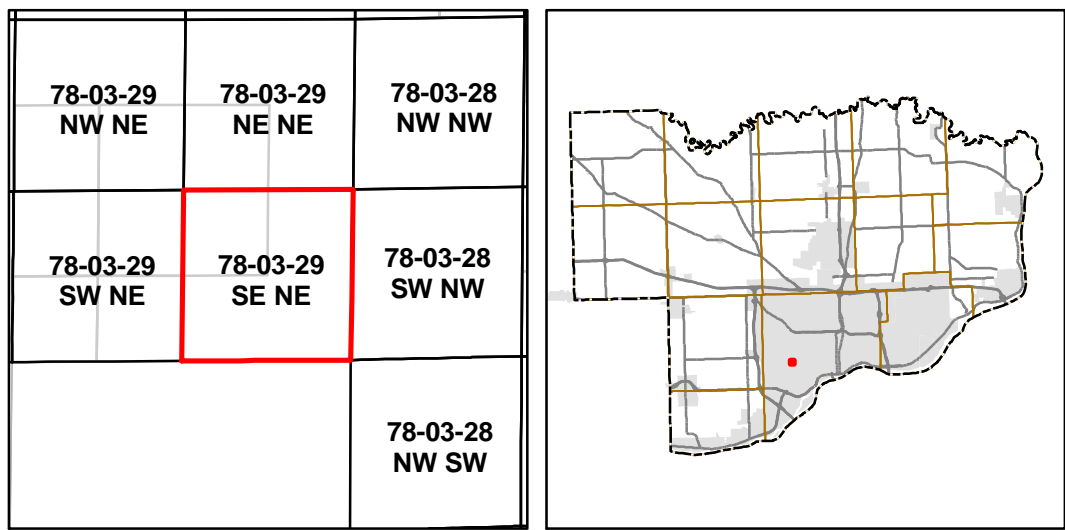 78-03-29
NW NE
78-03-29
NE NE
78-03-28
NW NW
78-03-29
SW NE
78-03-29
SE NE
78-03-28
SW NW
78-03-28
NW SW